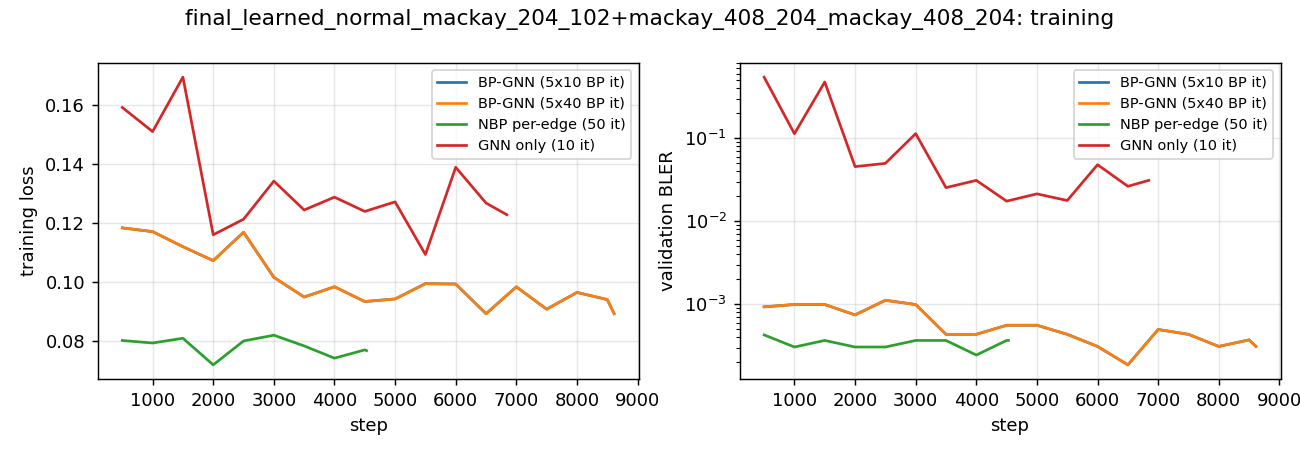 final_learned_normal_mackay_204_102+mackay_408_204_mackay_408_204: training
training loss
0.16
0.14
0.12
0.10
0.08
BP-GNN (5x10 BP it)
BP-GNN (5x40 BP it)
NBP per-edge (50 it)
GNN only (10 it)
1000 2000 3000 4000 5000 6000 7000 8000 9000
step
validation BLER
10⁻¹
10⁻²
10⁻³
BP-GNN (5x10 BP it)
BP-GNN (5x40 BP it)
NBP per-edge (50 it)
GNN only (10 it)
1000 2000 3000 4000 5000 6000 7000 8000 9000
step